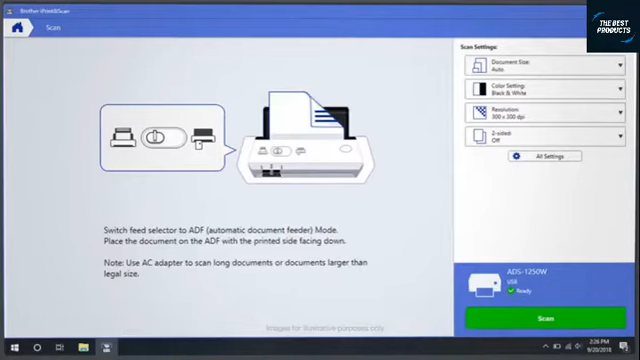 Brother iPrint&Scan
Scan
THE BEST
PRODUCTS
Scan Settings:
Document Size:
Auto
Color Setting:
Black & White
Resolution:
300 x 300 dpi
2-sided:
Off
All Settings
Switch feed selector to ADF (automatic document feeder) Mode.
Place the document on the ADF with the printed side facing down.
Note: Use AC adapter to scan long documents or documents larger than
legal size.
ADS-1250W
USB
Ready
Scan
Images for illustrative purposes only
2:26 PM
9/20/2018